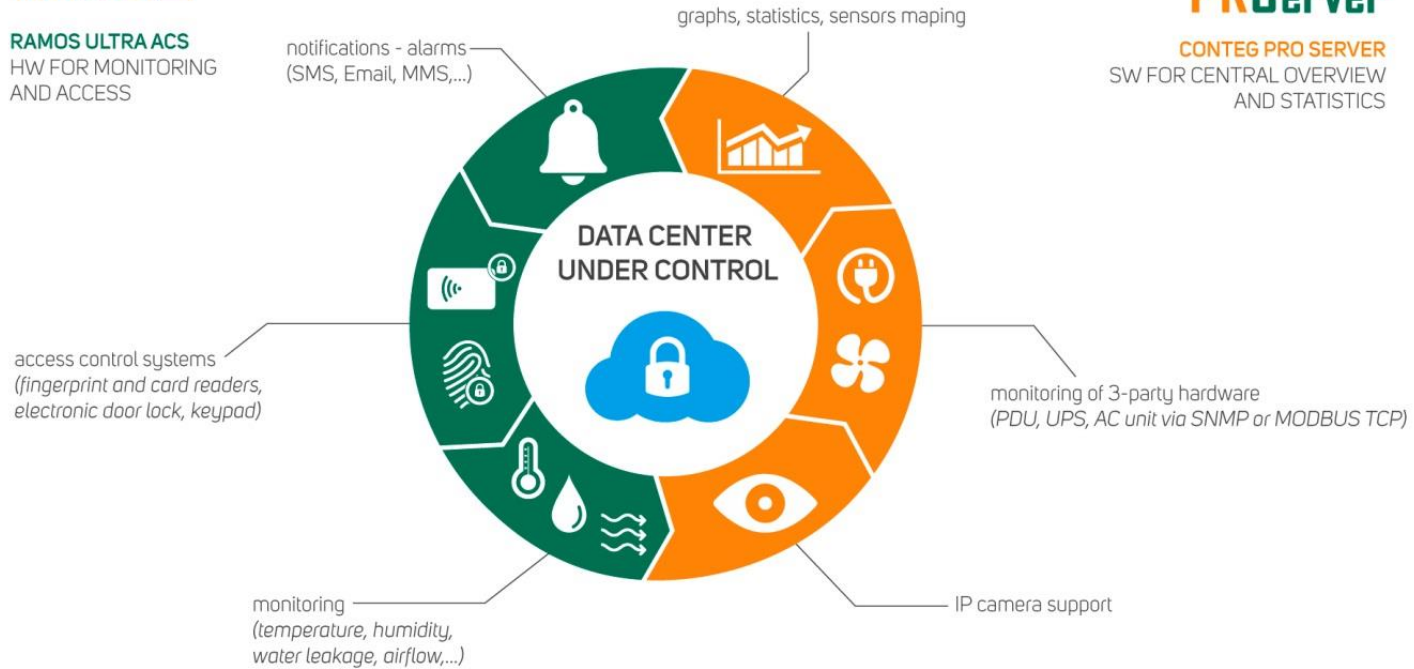 RAMOS ULTRA ACS
HW FOR MONITORING
AND ACCESS
notifications - alarms
(SMS, Email, MMS,...)
graphs, statistics, sensors maping
CONTEG PRO SERVER
SW FOR CENTRAL OVERVIEW
AND STATISTICS
DATA CENTER
UNDER CONTROL
access control systems
(fingerprint and card readers,
electronic door lock, keypad)
monitoring of 3-party hardware
(PDU, UPS, AC unit via SNMP or MODBUS TCP)
monitoring
(temperature, humidity,
water leakage, airflow,...)
IP camera support